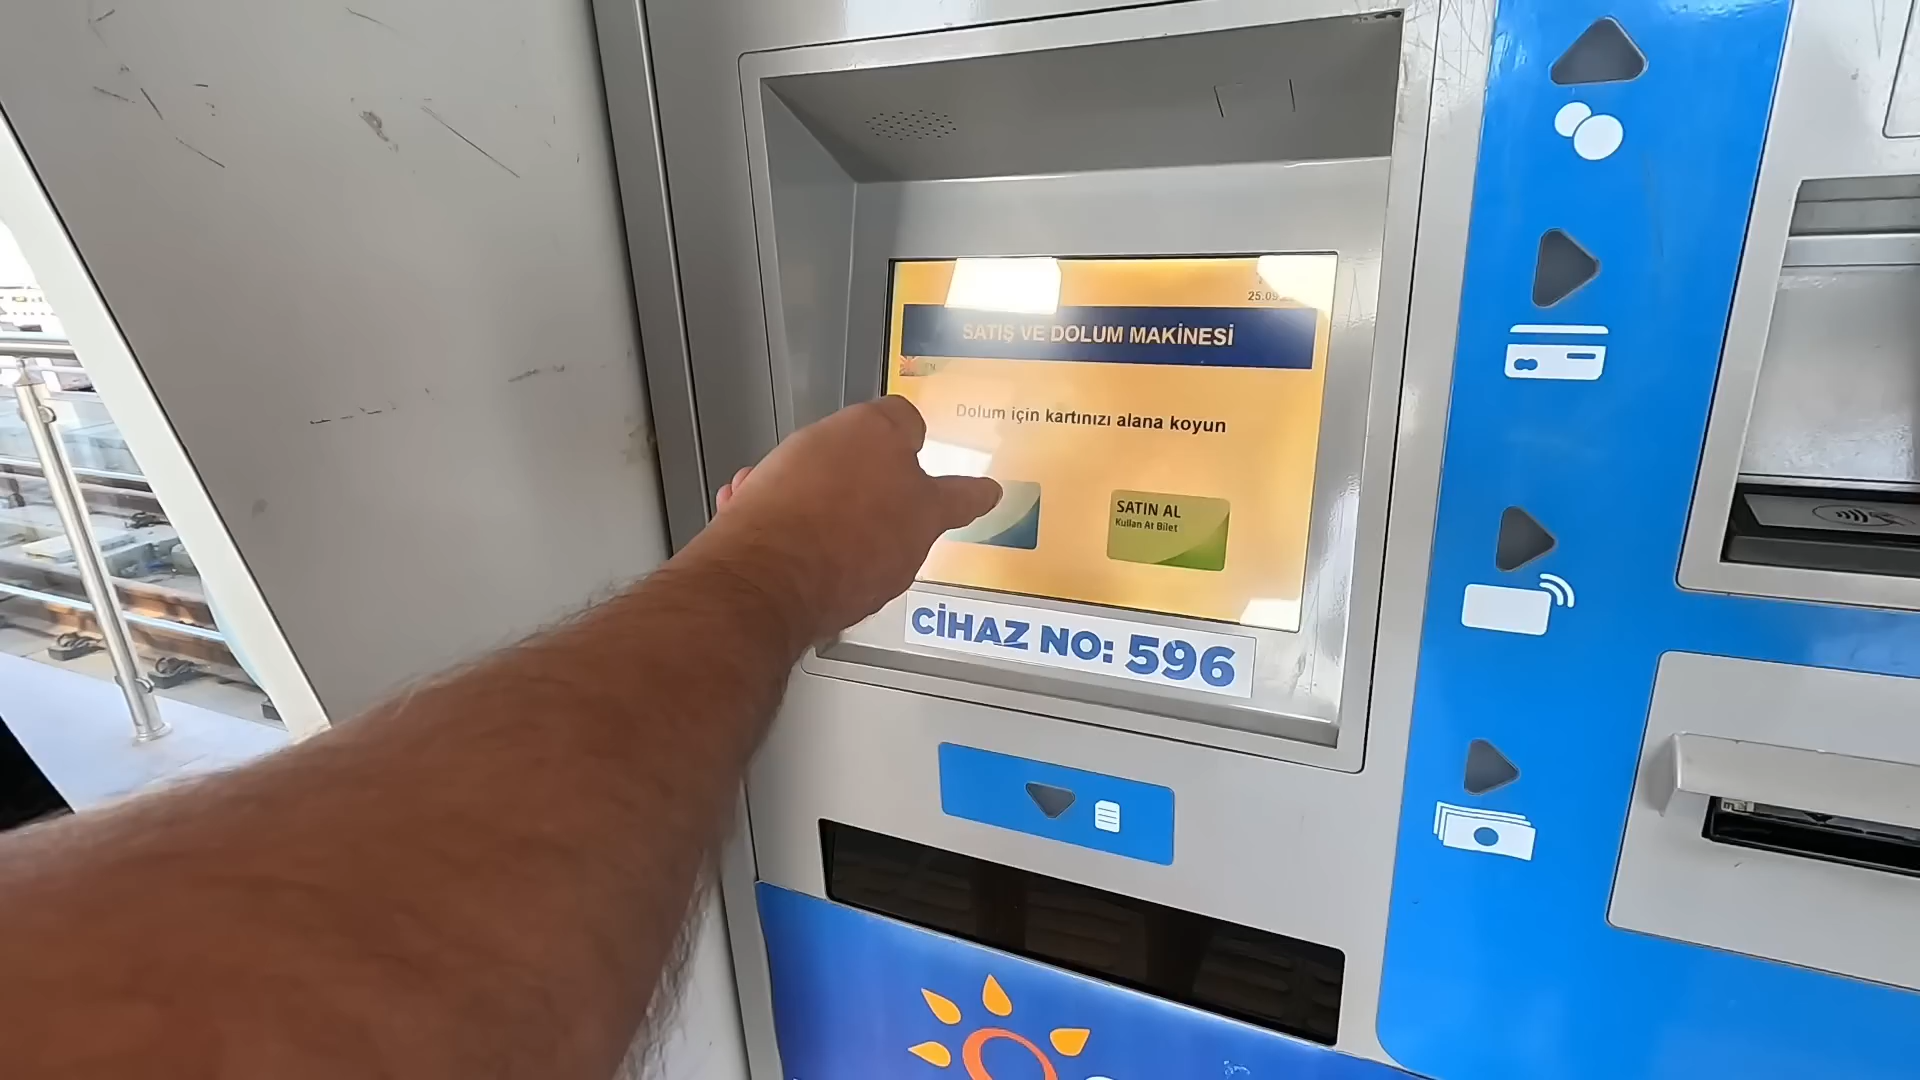 25.09
SATIŞ VE DOLUM MAKİNESİ
EN
Dolum için kartınızı alana koyun
SATIN AL
Kullan At Bilet
CİHAZ NO: 596